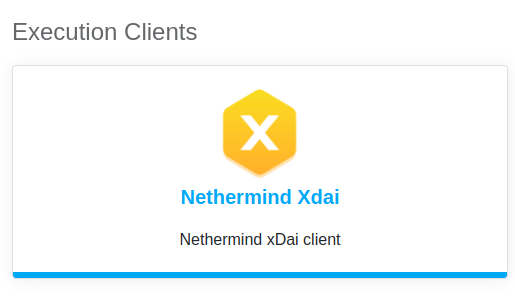 Execution Clients
X
Nethermind Xdai
Nethermind xDai client